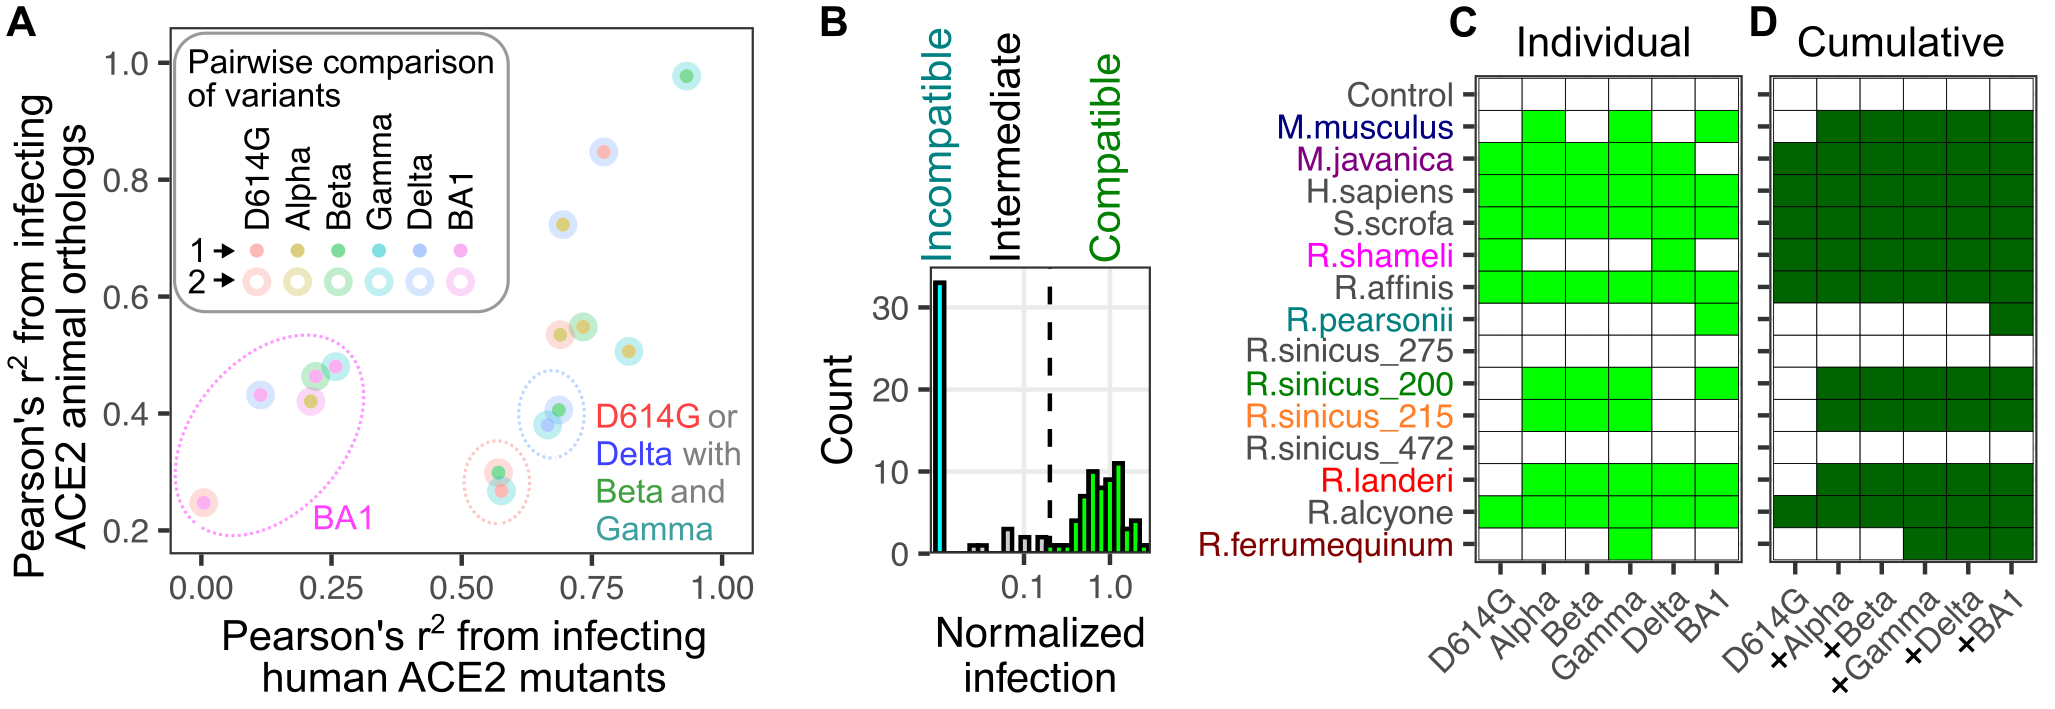 A
Pearson's r2 from infecting
ACE2 animal orthologs
1.0
0.8
0.6
0.4
0.2
Pairwise comparison
of variants
D614G
Alpha
Beta
Gamma
Delta
BA1
1
2
BA1
D614G or
Delta with
Beta and
Gamma
0.00
0.25
0.50
0.75
1.00
Pearson's r2 from infecting
human ACE2 mutants
B
Incompatible
Intermediate
Compatible
Count
30
20
10
0
0.1
1.0
Normalized
infection
C
Individual
D
Cumulative
Control
M.musculus
M.javanica
H.sapiens
S.scrofa
R.shameli
R.affinis
R.pearsonii
R.sinicus_275
R.sinicus_200
R.sinicus_215
R.sinicus_472
R.landeri
R.alcyone
R.ferrumequinum
D614G
Alpha
Beta
Gamma
Delta
BA1
D614G
+Alpha
+Beta
+Gamma
+Delta
+BA1